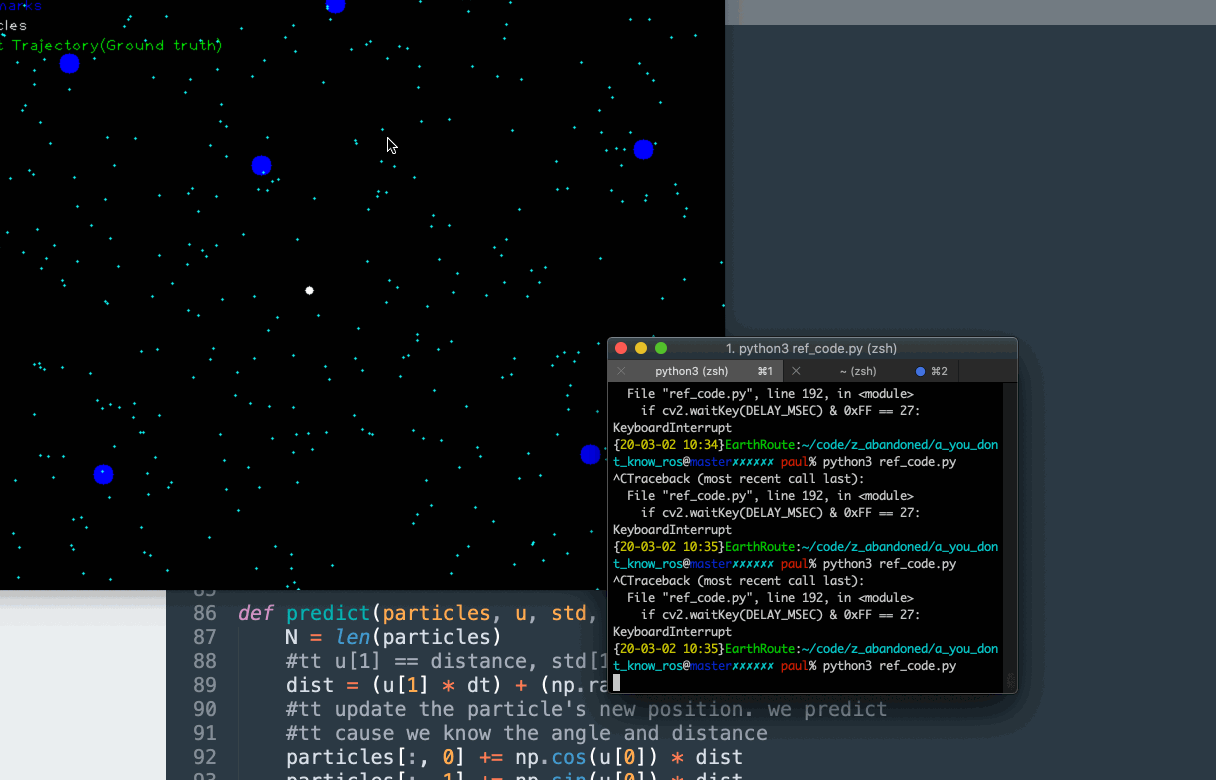 marks
cles
t Trajectory(Ground truth)
1. python3 ref_code.py (zsh)
python3 (zsh) ⌘1 ~ (zsh) ⌘2
File "ref_code.py", line 192, in <module>
if cv2.waitKey(DELAY_MSEC) & 0xFF == 27:
KeyboardInterrupt
{20-03-02 10:34}EarthRoute:~/code/z_abandoned/a_you_don
t_know_ros@master✗✗✗✗✗✗ paul% python3 ref_code.py
^CTraceback (most recent call last):
File "ref_code.py", line 192, in <module>
if cv2.waitKey(DELAY_MSEC) & 0xFF == 27:
KeyboardInterrupt
{20-03-02 10:35}EarthRoute:~/code/z_abandoned/a_you_don
t_know_ros@master✗✗✗✗✗✗ paul% python3 ref_code.py
^CTraceback (most recent call last):
File "ref_code.py", line 192, in <module>
if cv2.waitKey(DELAY_MSEC) & 0xFF == 27:
KeyboardInterrupt
{20-03-02 10:35}EarthRoute:~/code/z_abandoned/a_you_don
t_know_ros@master✗✗✗✗✗✗ paul% python3 ref_code.py
86 def predict(particles, u, std,
87 N = len(particles)
88 #tt u[1] == distance, std[1
89 dist = (u[1] * dt) + (np.ra
90 #tt update the particle's new position. we predict
91 #tt cause we know the angle and distance
92 particles[:, 0] += np.cos(u[0]) * dist
93 particles[:, 1] += np.sin(u[0]) * dist